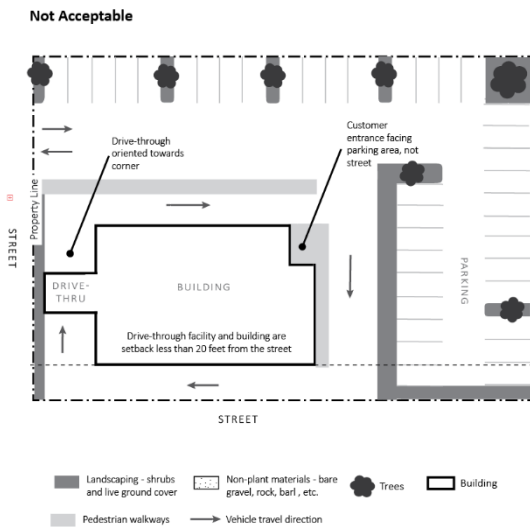 Not Acceptable
Drive-through
oriented towards
corner
Customer
entrance facing
parking area, not
street
Property Line
STREET
DRIVE-
THRU
BUILDING
PARKING
Drive-through facility and building are
setback less than 20 feet from the street
STREET
Landscaping - shrubs
and live ground cover
Non-plant materials - bare
gravel, rock, barl , etc.
Trees
Building
Pedestrian walkways
Vehicle travel direction